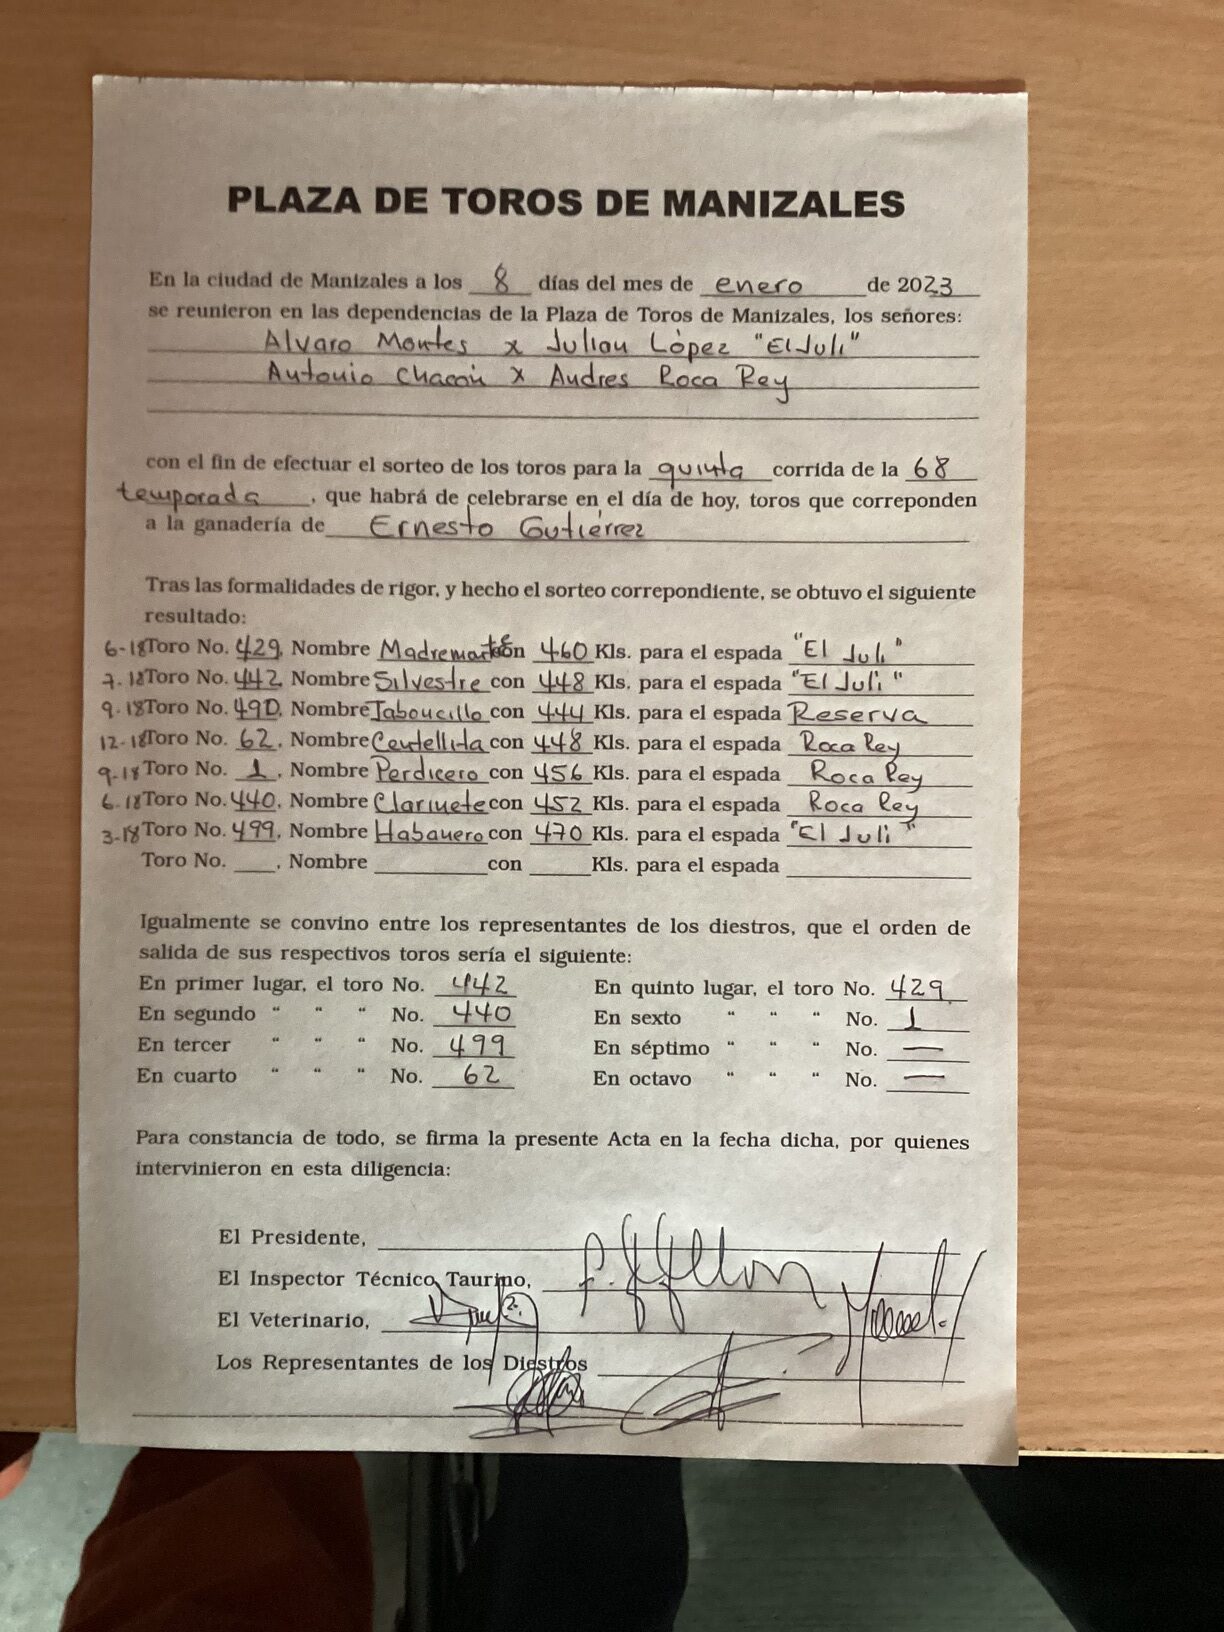 PLAZA DE TOROS DE MANIZALES
En la ciudad de Manizales a los 8 días del mes de enero de 2023
se reunieron en las dependencias de la Plaza de Toros de Manizales, los señores:
Alvaro Montes x Julian López "El Juli"
Antonio Chacón x Andres Roca Rey
con el fin de efectuar el sorteo de los toros para la quinta corrida de la 68
temporada, que habrá de celebrarse en el día de hoy, toros que correponden
a la ganadería de Ernesto Gutiérrez
Tras las formalidades de rigor, y hecho el sorteo correpondiente, se obtuvo el siguiente
resultado:
6-18 Toro No. 429, Nombre con 460 Kls. para el espada "El Juli"
7-18 Toro No. 442, Nombre Silvestre con 448 Kls. para el espada "El Juli"
9-18 Toro No. 490, Nombre Taboucillo con 444 Kls. para el espada Reserva
12-18 Toro No. 62, Nombre Centellita con 448 Kls. para el espada Roca Rey
9-18 Toro No. 1, Nombre Perdicero con 456 Kls. para el espada Roca Rey
6-18 Toro No. 440, Nombre Clarinete con 452 Kls. para el espada Roca Rey
3-18 Toro No. 499, Nombre Habanero con 470 Kls. para el espada "El Juli"
Toro No. ___, Nombre ___ con ___ Kls. para el espada ___
Igualmente se convino entre los representantes de los diestros, que el orden de
salida de sus respectivos toros sería el siguiente:
En primer lugar, el toro No. 442 En quinto lugar, el toro No. 429
En segundo " " " No. 440 En sexto " " " No. 1
En tercer " " " No. 499 En séptimo " " " No. —
En cuarto " " " No. 62 En octavo " " " No. —
Para constancia de todo, se firma la presente Acta en la fecha dicha, por quienes
intervinieron en esta diligencia:
El Presidente,
El Inspector Técnico Taurino,
El Veterinario,
Los Representantes de los Diestros